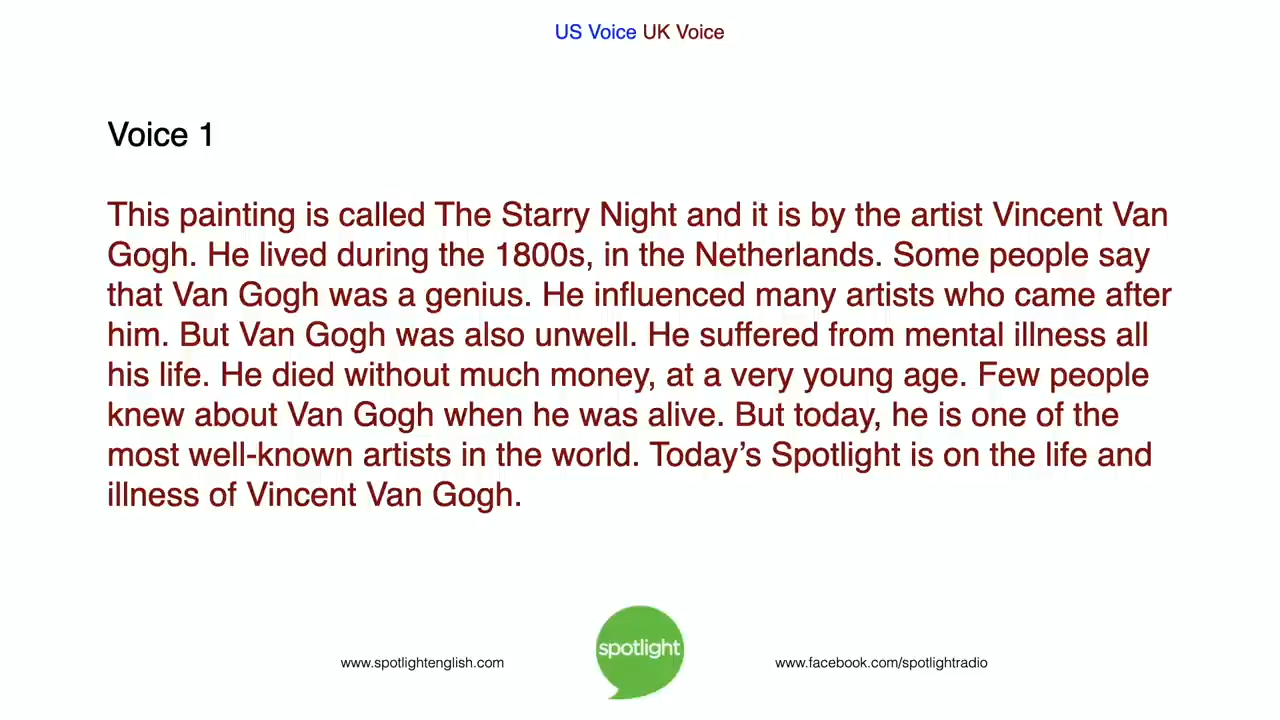 US Voice UK Voice
Voice 1
This painting is called The Starry Night and it is by the artist Vincent Van
Gogh. He lived during the 1800s, in the Netherlands. Some people say
that Van Gogh was a genius. He influenced many artists who came after
him. But Van Gogh was also unwell. He suffered from mental illness all
his life. He died without much money, at a very young age. Few people
knew about Van Gogh when he was alive. But today, he is one of the
most well-known artists in the world. Today’s Spotlight is on the life and
illness of Vincent Van Gogh.
www.spotlightenglish.com
spotlight
www.facebook.com/spotlightradio